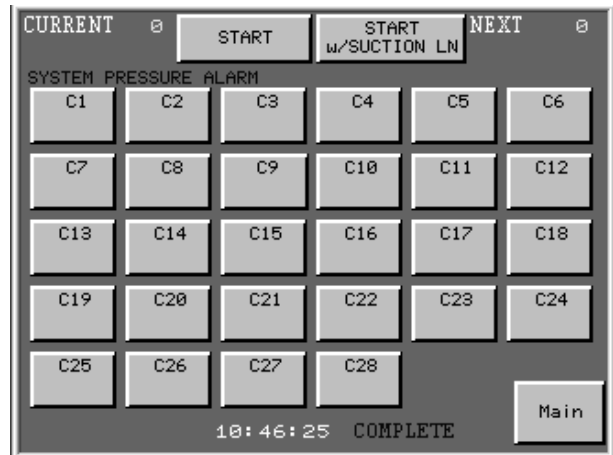 CURRENT 0 START START NEXT 0
w/SUCTION LN
SYSTEM PRESSURE ALARM
C1 C2 C3 C4 C5 C6
C7 C8 C9 C10 C11 C12
C13 C14 C15 C16 C17 C18
C19 C20 C21 C22 C23 C24
C25 C26 C27 C28
Main
10:46:25 COMPLETE